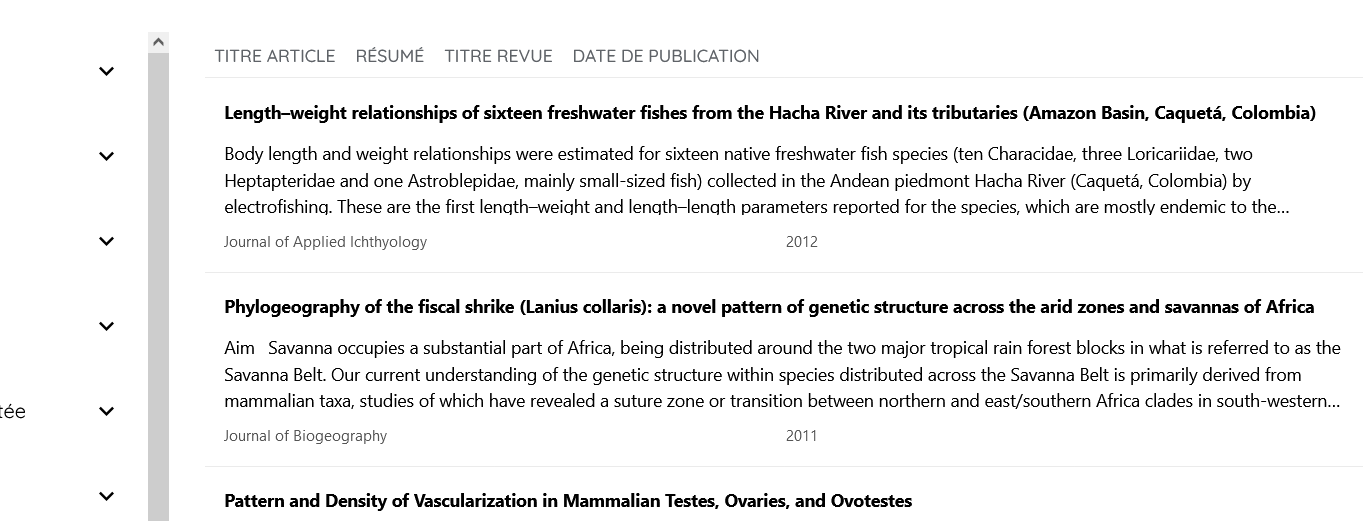 TITRE ARTICLE RÉSUMÉ TITRE REVUE DATE DE PUBLICATION
Length–weight relationships of sixteen freshwater fishes from the Hacha River and its tributaries (Amazon Basin, Caquetá, Colombia)
Body length and weight relationships were estimated for sixteen native freshwater fish species (ten Characidae, three Loricariidae, two
Heptapteridae and one Astroblepidae, mainly small-sized fish) collected in the Andean piedmont Hacha River (Caquetá, Colombia) by
electrofishing. These are the first length–weight and length–length parameters reported for the species, which are mostly endemic to the...
Journal of Applied Ichthyology 2012
Phylogeography of the fiscal shrike (Lanius collaris): a novel pattern of genetic structure across the arid zones and savannas of Africa
Aim Savanna occupies a substantial part of Africa, being distributed around the two major tropical rain forest blocks in what is referred to as the
Savanna Belt. Our current understanding of the genetic structure within species distributed across the Savanna Belt is primarily derived from
mammalian taxa, studies of which have revealed a suture zone or transition between northern and east/southern Africa clades in south-western...
tée
Journal of Biogeography 2011
Pattern and Density of Vascularization in Mammalian Testes, Ovaries, and Ovotestes